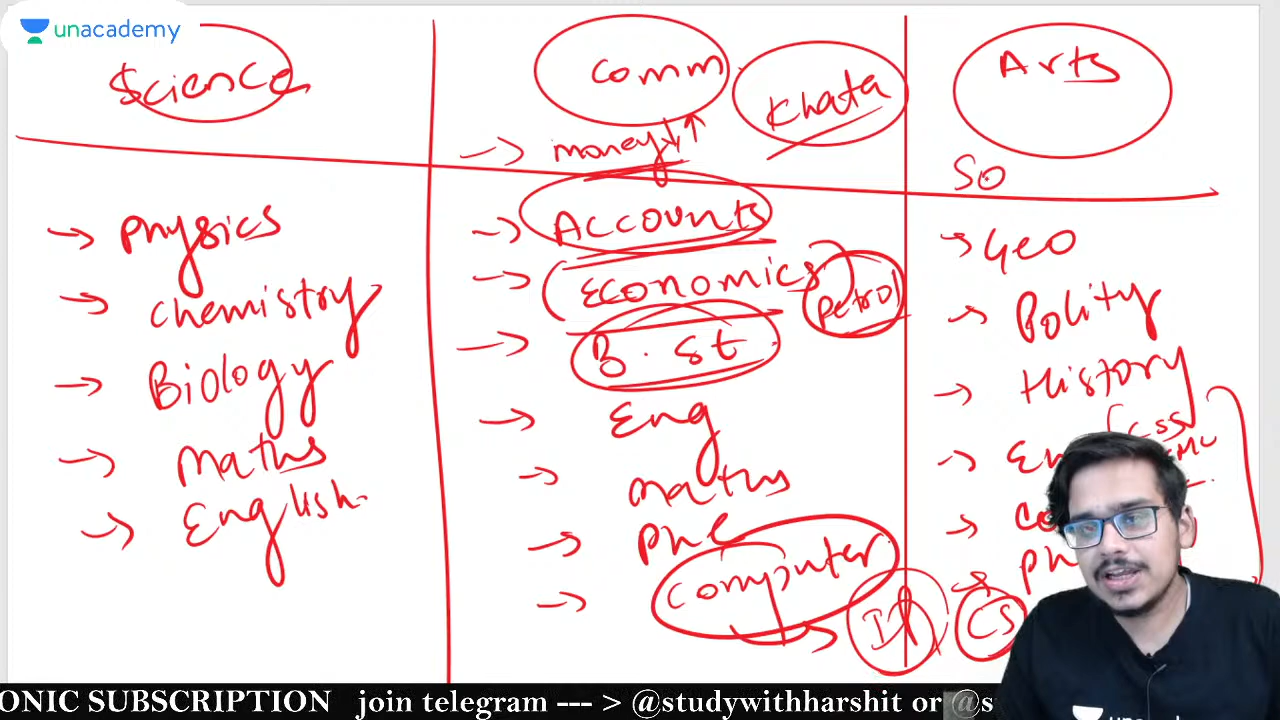 unacademy
Science
Comm
Khata
Arts
→ money ↓↑
So
→ Physics
→ Chemistry
→ Biology
→ Maths
→ English
→ Accounts
→ Economics
Petrol
→ B. St
→ Eng
→ Maths
→ Phe
→ Computer
→ IP
CS
→ Geo
→ Polity
→ History
ONIC SUBSCRIPTION join telegram --- > @studywithharshit or @s
unacademy